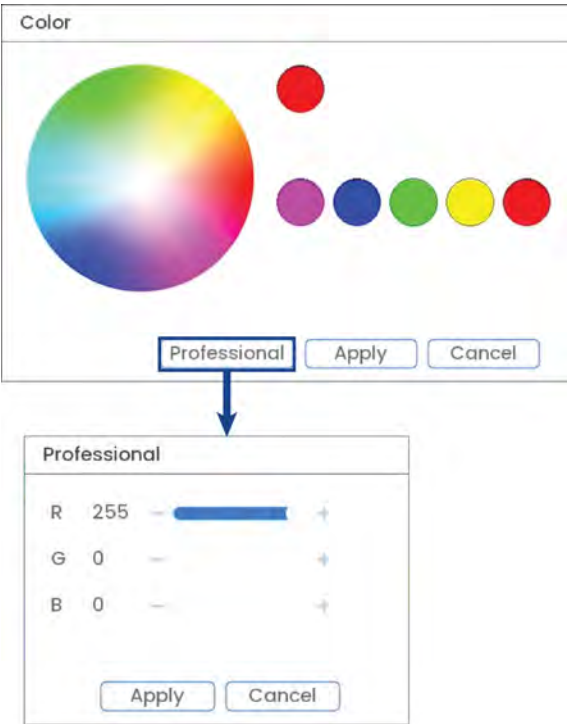 Color
Professional Apply Cancel
Professional
R 255 − +
G 0 − +
B 0 − +
Apply Cancel